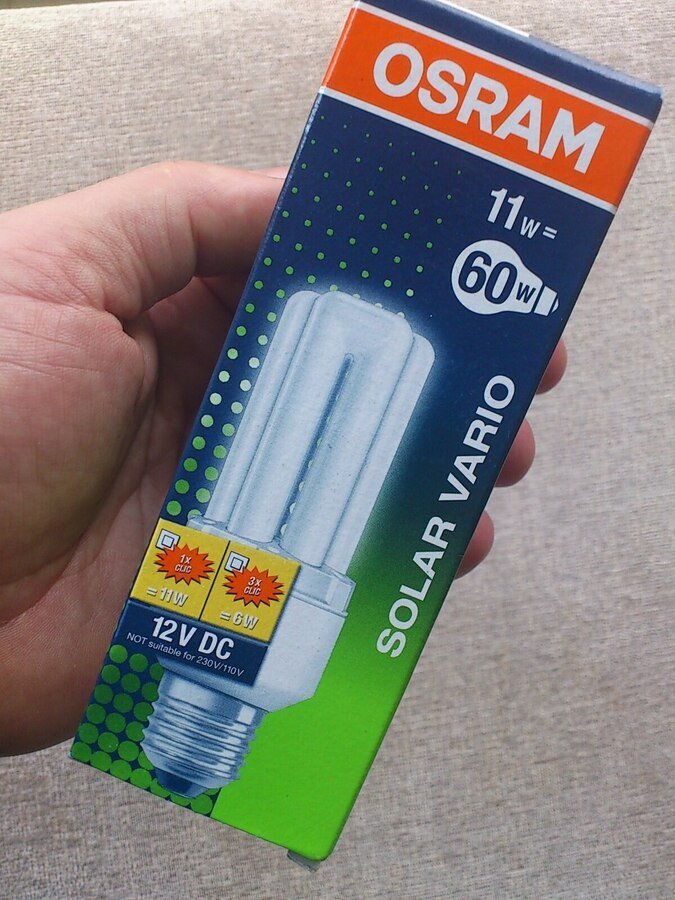 OSRAM
11W =
60W
SOLAR VARIO
1x
CLIC
= 11W
3x
CLIC
= 6W
12V DC
NOT suitable for 230V/110V